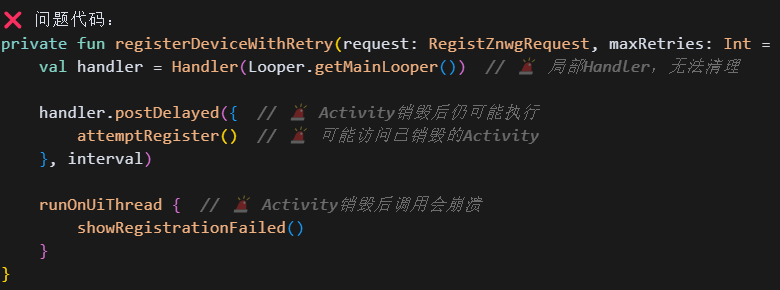 ❌ 问题代码：
private fun registerDeviceWithRetry(request: RegistZnwgRequest, maxRetries: Int =
    val handler = Handler(Looper.getMainLooper())  // 🚨 局部Handler，无法清理
    handler.postDelayed({  // 🚨 Activity销毁后仍可能执行
        attemptRegister()  // 🚨 可能访问已销毁的Activity
    }, interval)
    runOnUiThread {  // 🚨 Activity销毁后调用会崩溃
        showRegistrationFailed()
    }
}